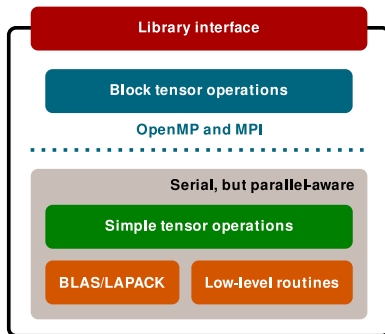 Library interface
Block tensor operations
OpenMP and MPI
Serial, but parallel-aware
Simple tensor operations
BLAS/LAPACK
Low-level routines